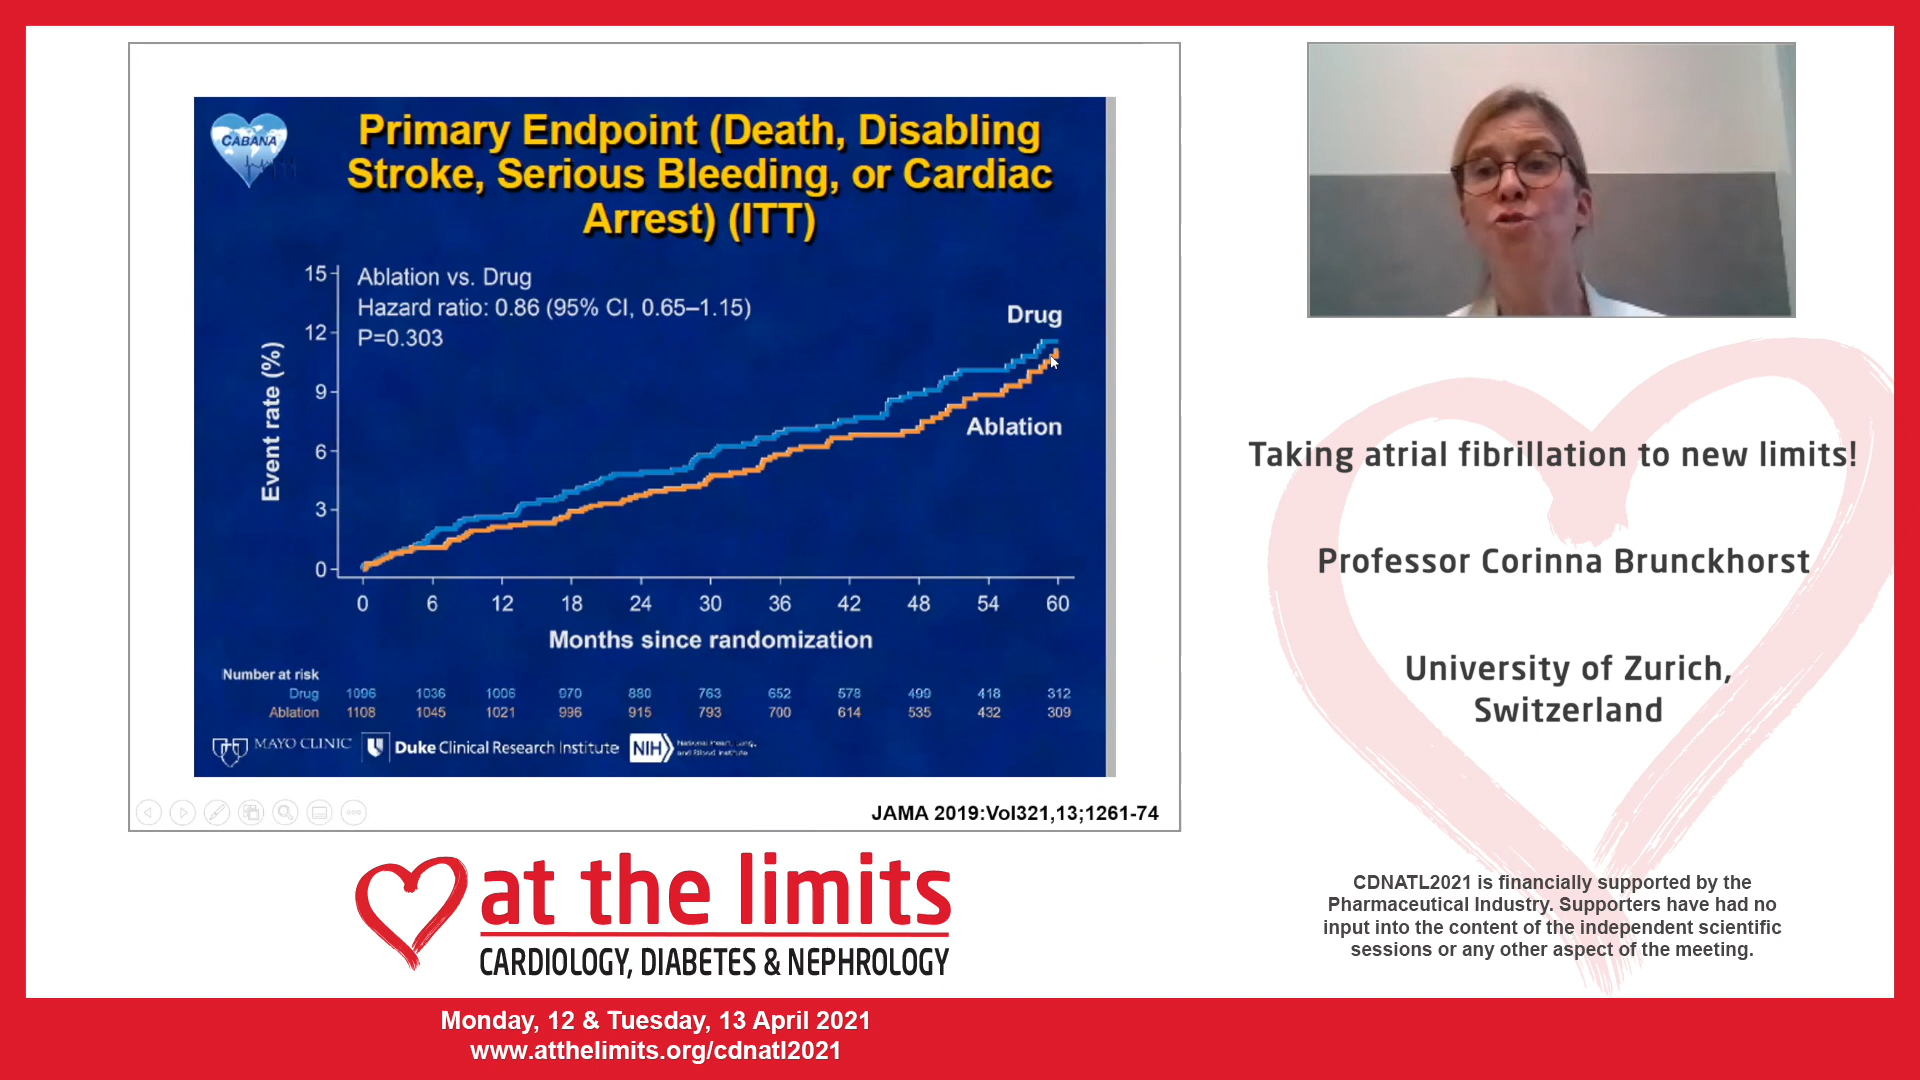 CABANA
Primary Endpoint (Death, Disabling
Stroke, Serious Bleeding, or Cardiac
Arrest) (ITT)
Ablation vs. Drug
Hazard ratio: 0.86 (95% CI, 0.65–1.15)
P=0.303
Event rate (%)
15
12
9
6
3
0
Drug
Ablation
0 6 12 18 24 30 36 42 48 54 60
Months since randomization
Number at risk
Drug 1096 1036 1006 970 880 763 652 578 499 418 312
Ablation 1108 1045 1021 996 915 793 700 614 535 432 309
MAYO CLINIC Duke Clinical Research Institute NIH National Heart, Lung,
and Blood Institute
JAMA 2019:Vol321,13;1261-74
Taking atrial fibrillation to new limits!
Professor Corinna Brunckhorst
University of Zurich,
Switzerland
CDNATL2021 is financially supported by the
Pharmaceutical Industry. Supporters have had no
input into the content of the independent scientific
sessions or any other aspect of the meeting.
at the limits
CARDIOLOGY, DIABETES & NEPHROLOGY
Monday, 12 & Tuesday, 13 April 2021
www.atthelimits.org/cdnatl2021